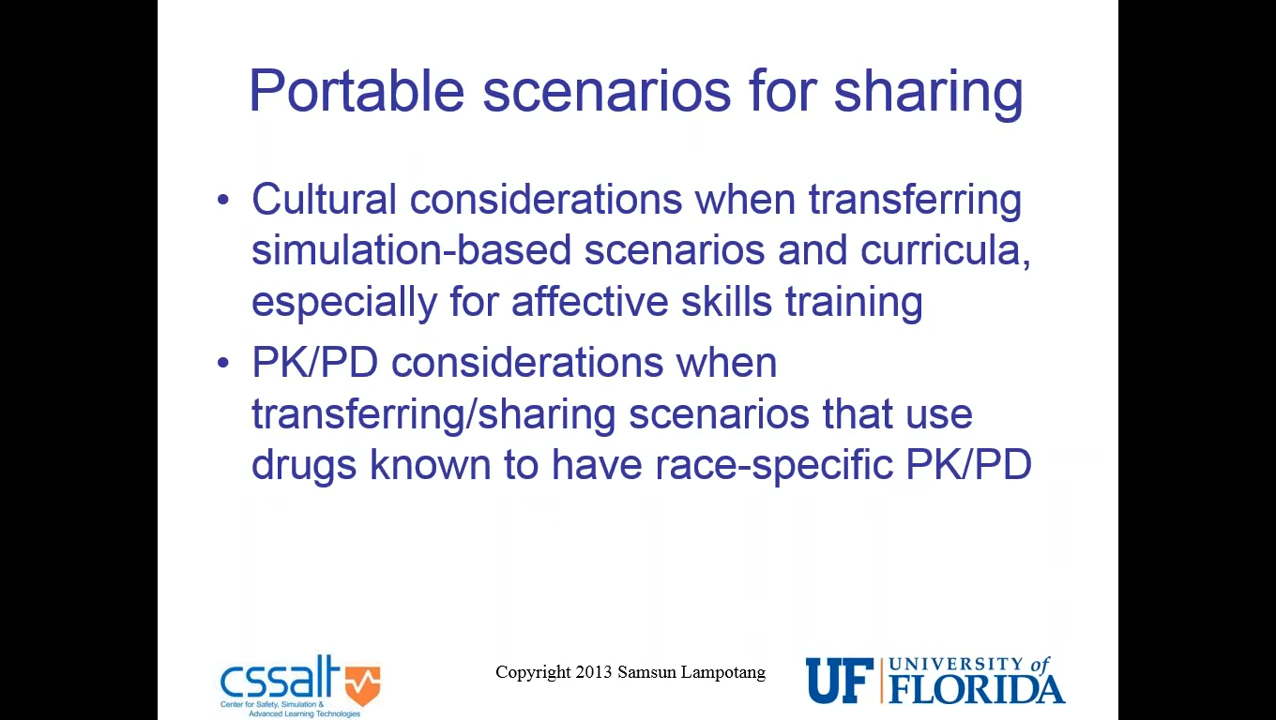 Portable scenarios for sharing
• Cultural considerations when transferring
simulation-based scenarios and curricula,
especially for affective skills training
• PK/PD considerations when
transferring/sharing scenarios that use
drugs known to have race-specific PK/PD
cssalt
Center for Safety, Simulation &
Advanced Learning Technologies
Copyright 2013 Samsun Lampotang
UF UNIVERSITY of
FLORIDA